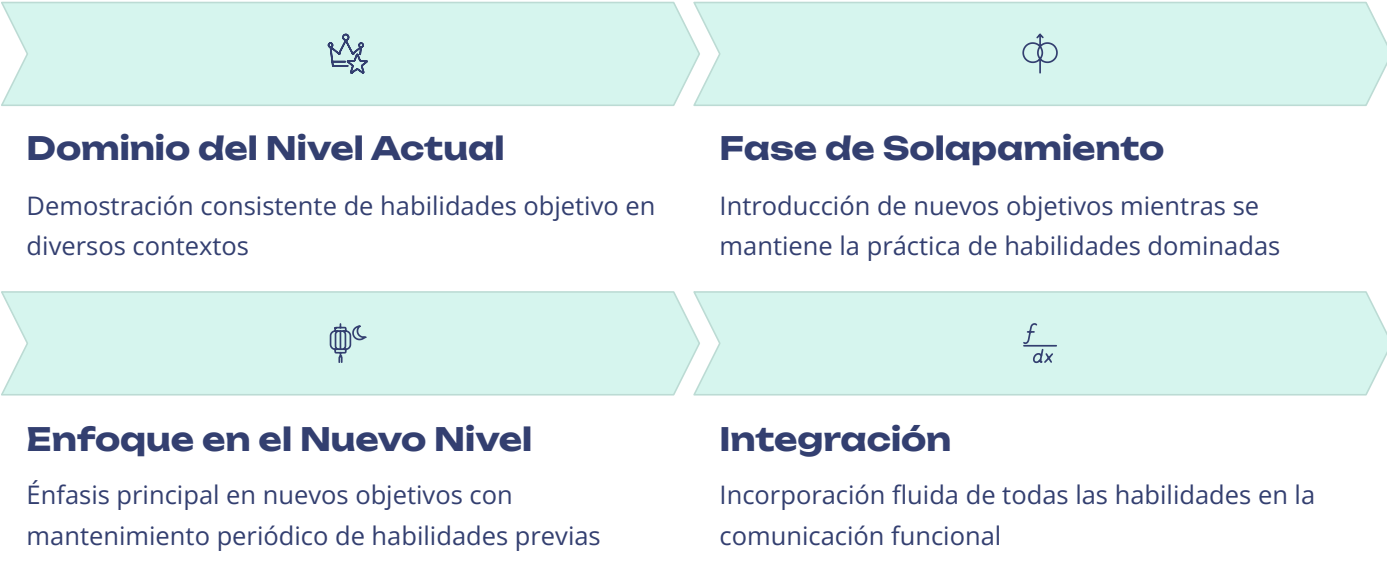 Dominio del Nivel Actual
Demostración consistente de habilidades objetivo en
diversos contextos
Fase de Solapamiento
Introducción de nuevos objetivos mientras se
mantiene la práctica de habilidades dominadas
f
dx
Enfoque en el Nuevo Nivel
Énfasis principal en nuevos objetivos con
mantenimiento periódico de habilidades previas
Integración
Incorporación fluida de todas las habilidades en la
comunicación funcional